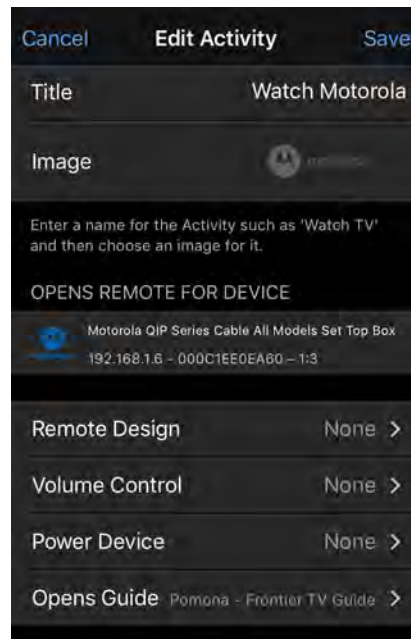 Cancel Edit Activity Save
Title Watch Motorola
Image
Enter a name for the Activity such as 'Watch TV'
and then choose an image for it.
OPENS REMOTE FOR DEVICE
Motorola QIP Series Cable All Models Set Top Box
192.168.1.6 - 000C1EE0EA60 – 1:3
Remote Design None >
Volume Control None >
Power Device None >
Opens Guide Pomona - Frontier TV Guide >